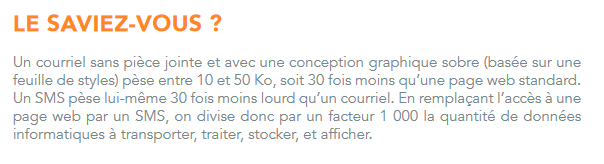 LE SAVIEZ-VOUS ?
Un courriel sans pièce jointe et avec une conception graphique sobre (basée sur une
feuille de styles) pèse entre 10 et 50 Ko, soit 30 fois moins qu'une page web standard.
Un SMS pèse lui-même 30 fois moins lourd qu'un courriel. En remplaçant l'accès à une
page web par un SMS, on divise donc par un facteur 1 000 la quantité de données
informatiques à transporter, traiter, stocker, et afficher.